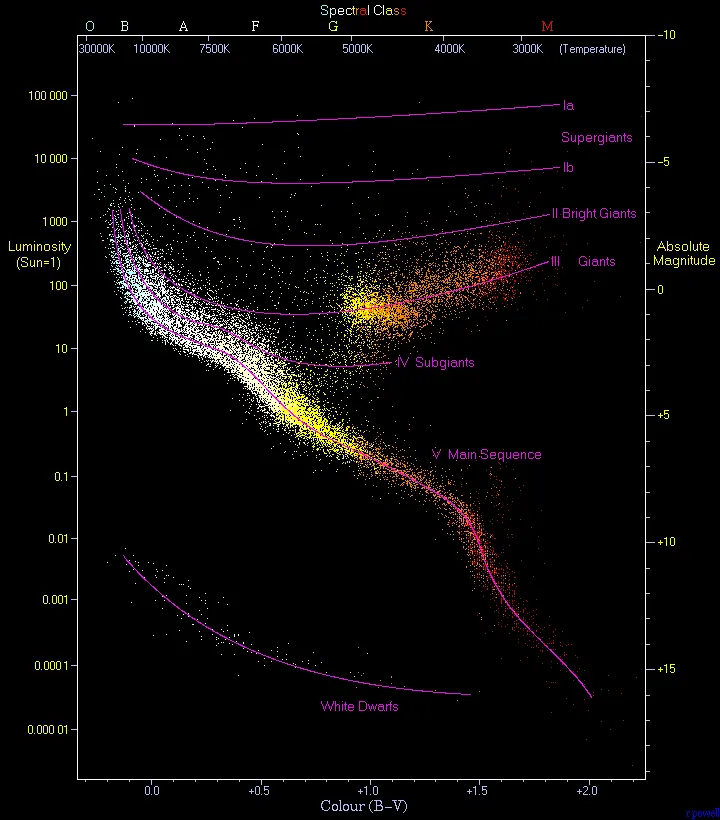 Spectral Class
O B A F G K M
30000K 10000K 7500K 6000K 5000K 4000K 3000K (Temperature)
-10
100 000
Ia
Supergiants
10 000
-5
Ib
1000
II Bright Giants
Luminosity
(Sun=1)
Absolute
Magnitude
III Giants
100
0
10
IV Subgiants
1
+5
V Main Sequence
0.1
0.01
+10
0.001
0.0001
+15
White Dwarfs
0.000 01
0.0 +0.5 +1.0 +1.5 +2.0
Colour (B-V)
r.powell